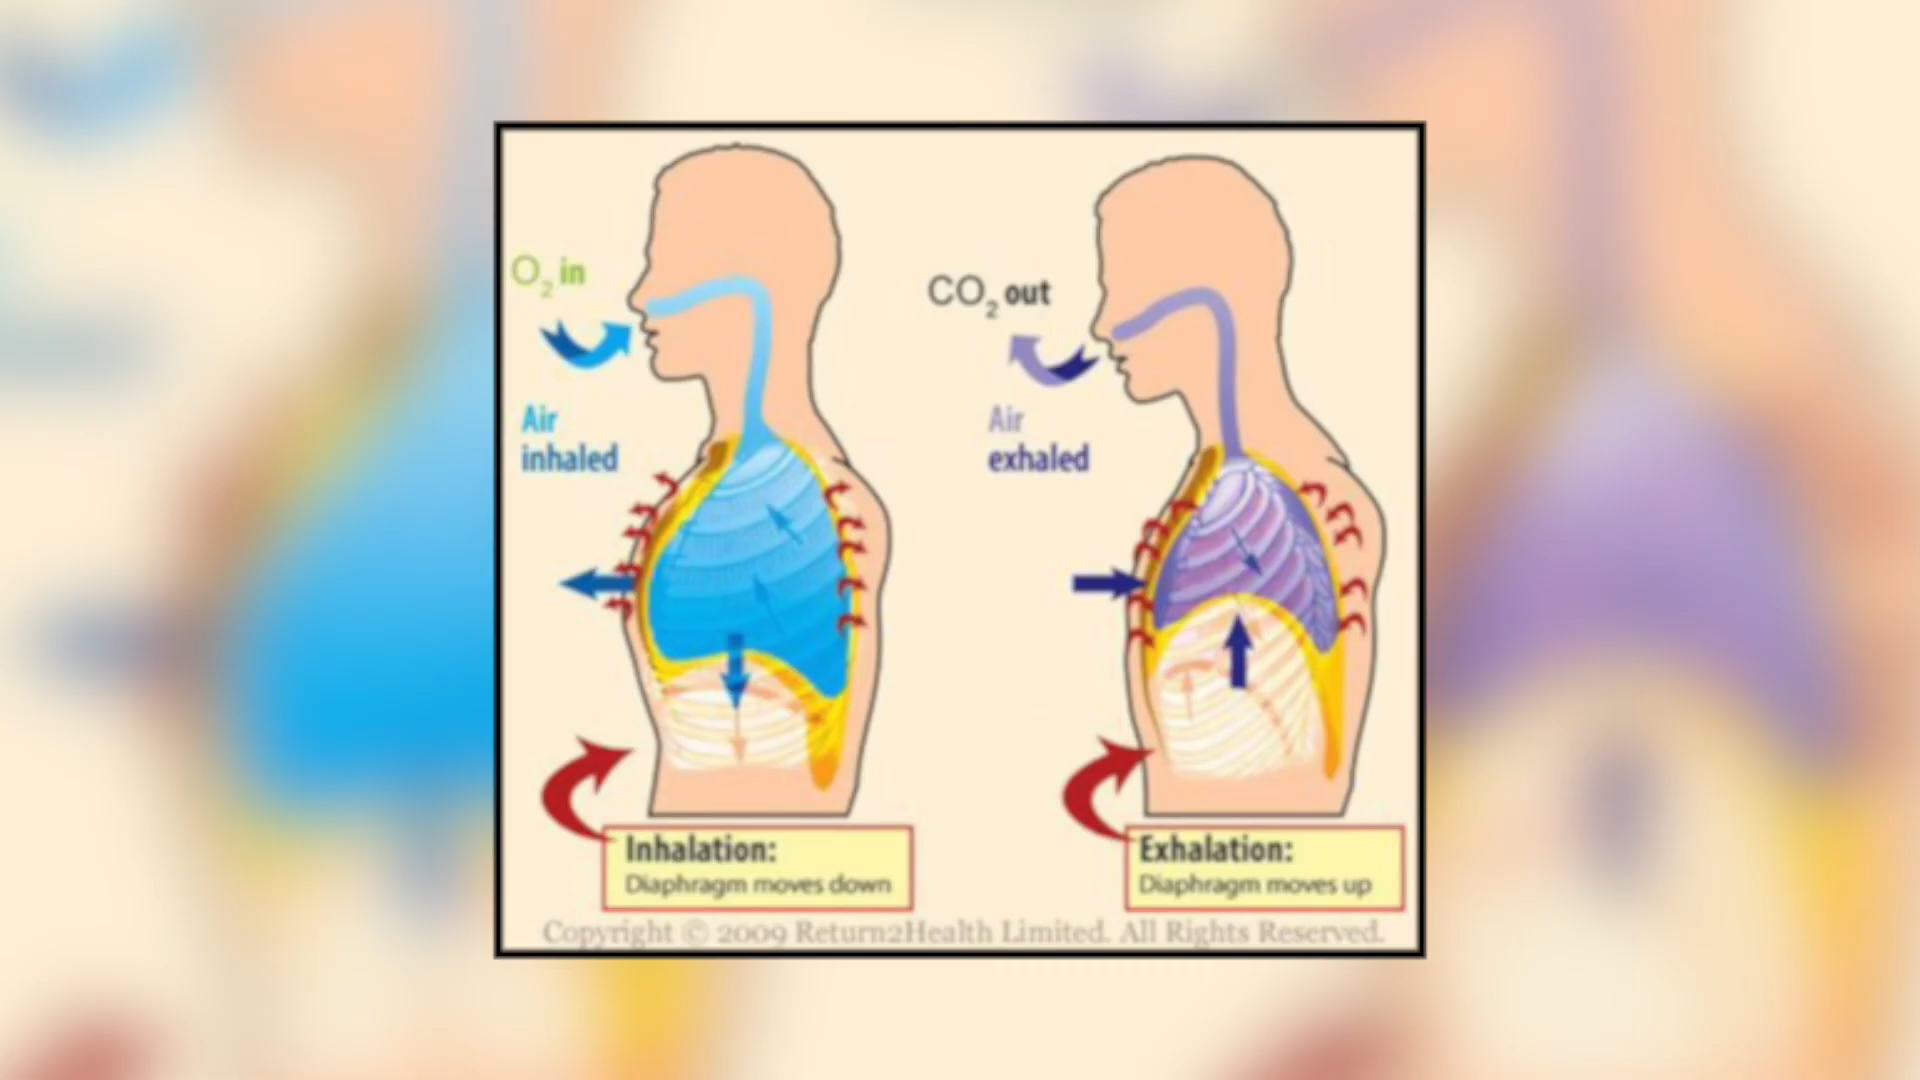 O2 in
Air
inhaled
CO2 out
Air
exhaled
Inhalation:
Diaphragm moves down
Exhalation:
Diaphragm moves up
Copyright © 2009 Return2Health Limited. All Rights Reserved.